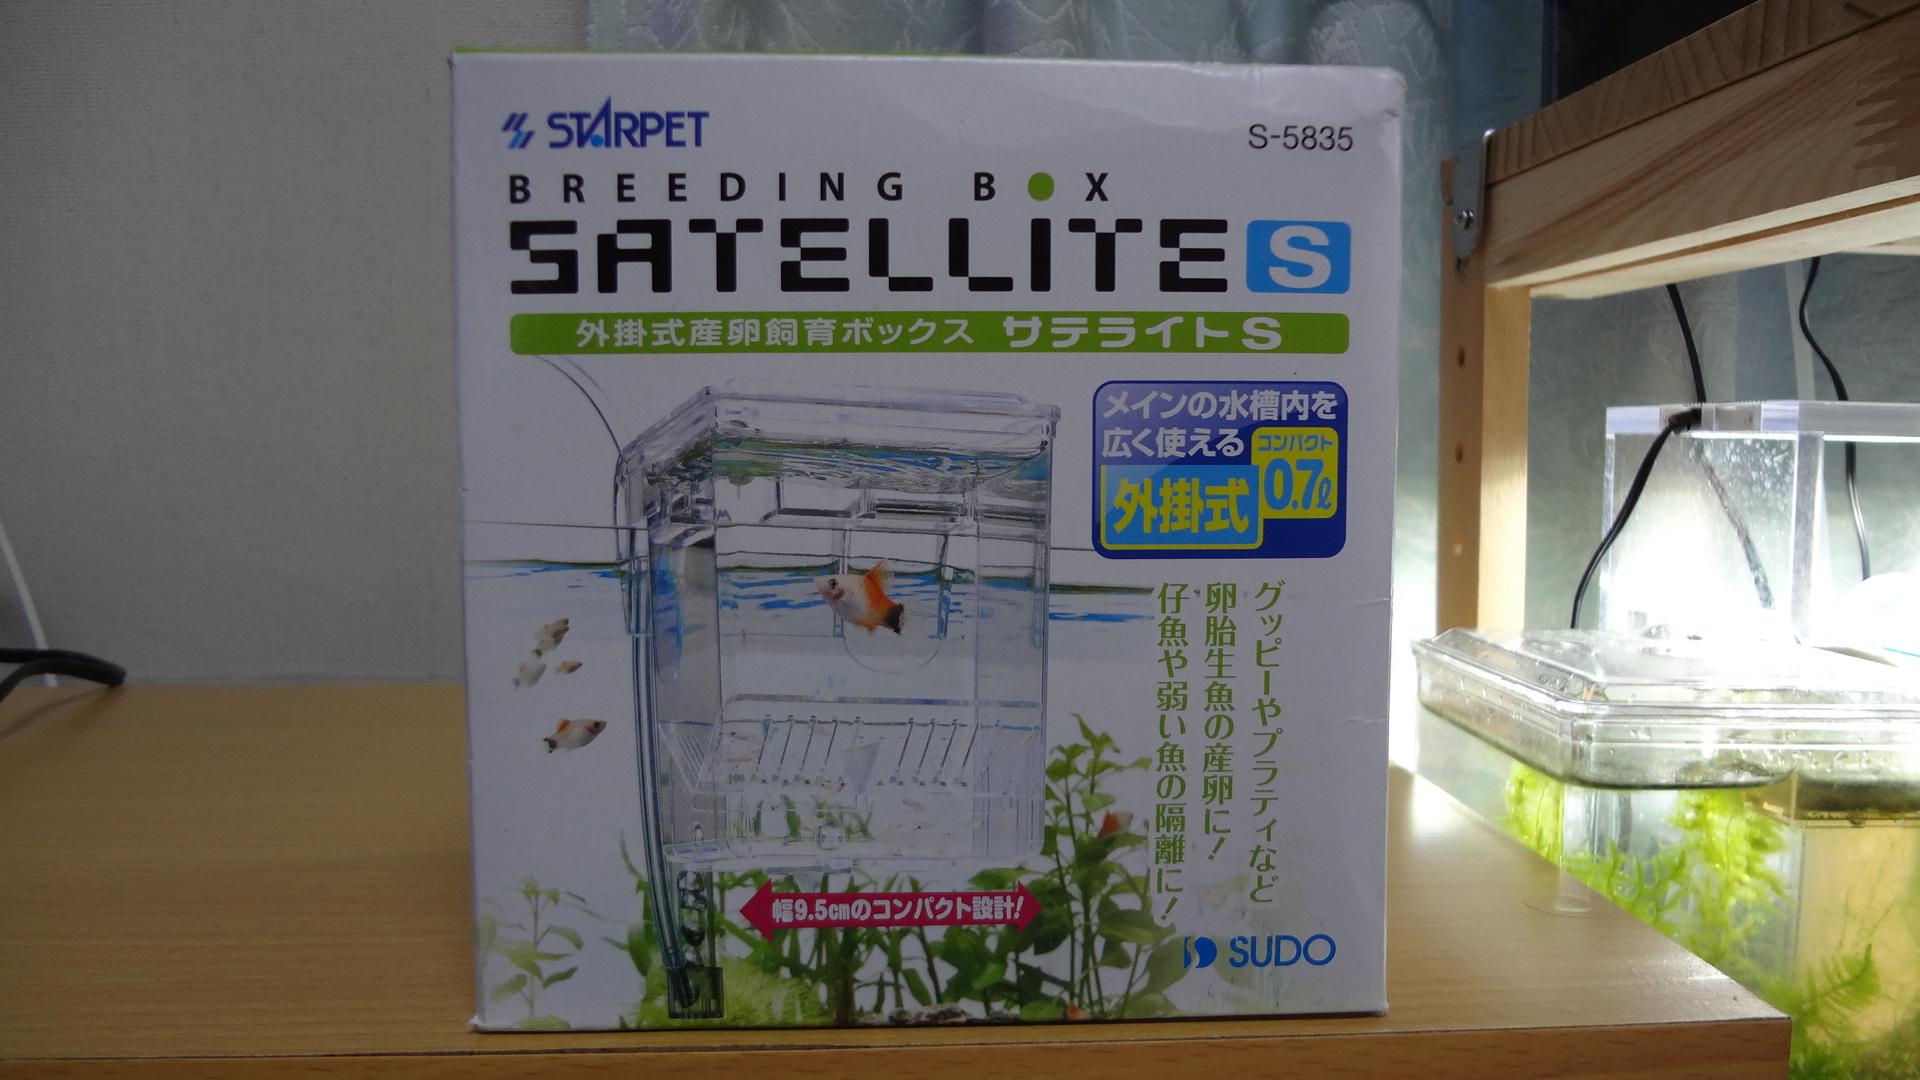 STARPET
S-5835
BREEDING BOX
SATELLITE S
外掛式産卵飼育ボックス サテライトS
メインの水槽内を
広く使える
コンパクト
0.7ℓ
外掛式
グッピーやプラティなど
卵胎生魚の産卵に!
仔魚や弱い魚の隔離に!
幅9.5cmのコンパクト設計!
SUDO